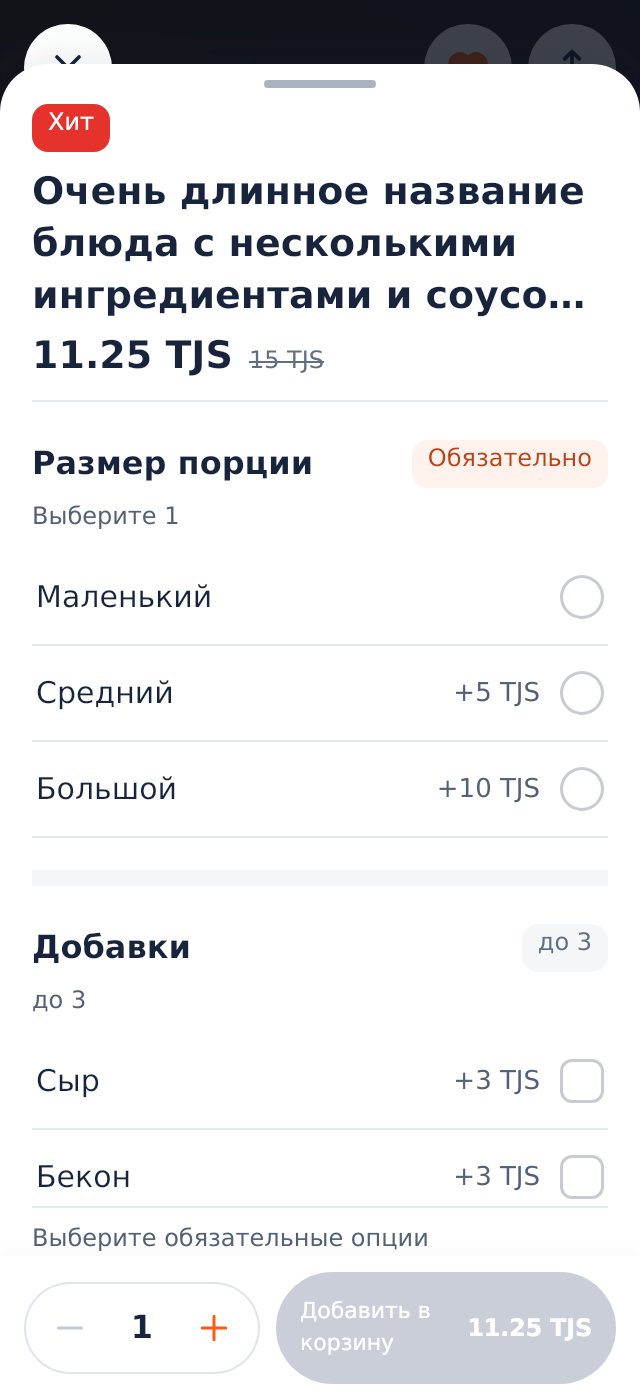 Хит
Очень длинное название
блюда с несколькими
ингредиентами и соусо...
11.25 TJS 15 TJS
Размер порции Обязательно
Выберите 1
Маленький
Средний +5 TJS
Большой +10 TJS
Добавки до 3
до 3
Сыр +3 TJS
Бекон +3 TJS
Выберите обязательные опции
1
Добавить в
корзину 11.25 TJS